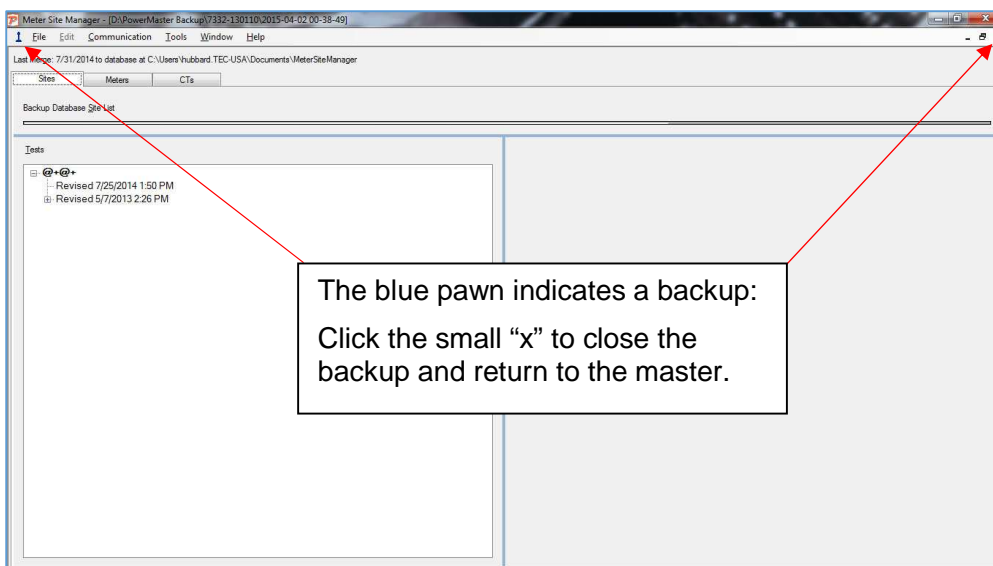 Meter Site Manager - [D:\PowerMaster Backup\7332-130110\2015-04-02 00-38-49]
File Edit Communication Tools Window Help
Last Merge: 7/31/2014 to database at C:\Users\hubbard.TEC-USA\Documents\MeterSiteManager
Sites Meters CTs
Backup Database Site List
Tests
@+@+
Revised 7/25/2014 1:50 PM
Revised 5/7/2013 2:26 PM
The blue pawn indicates a backup:
Click the small “x” to close the
backup and return to the master.